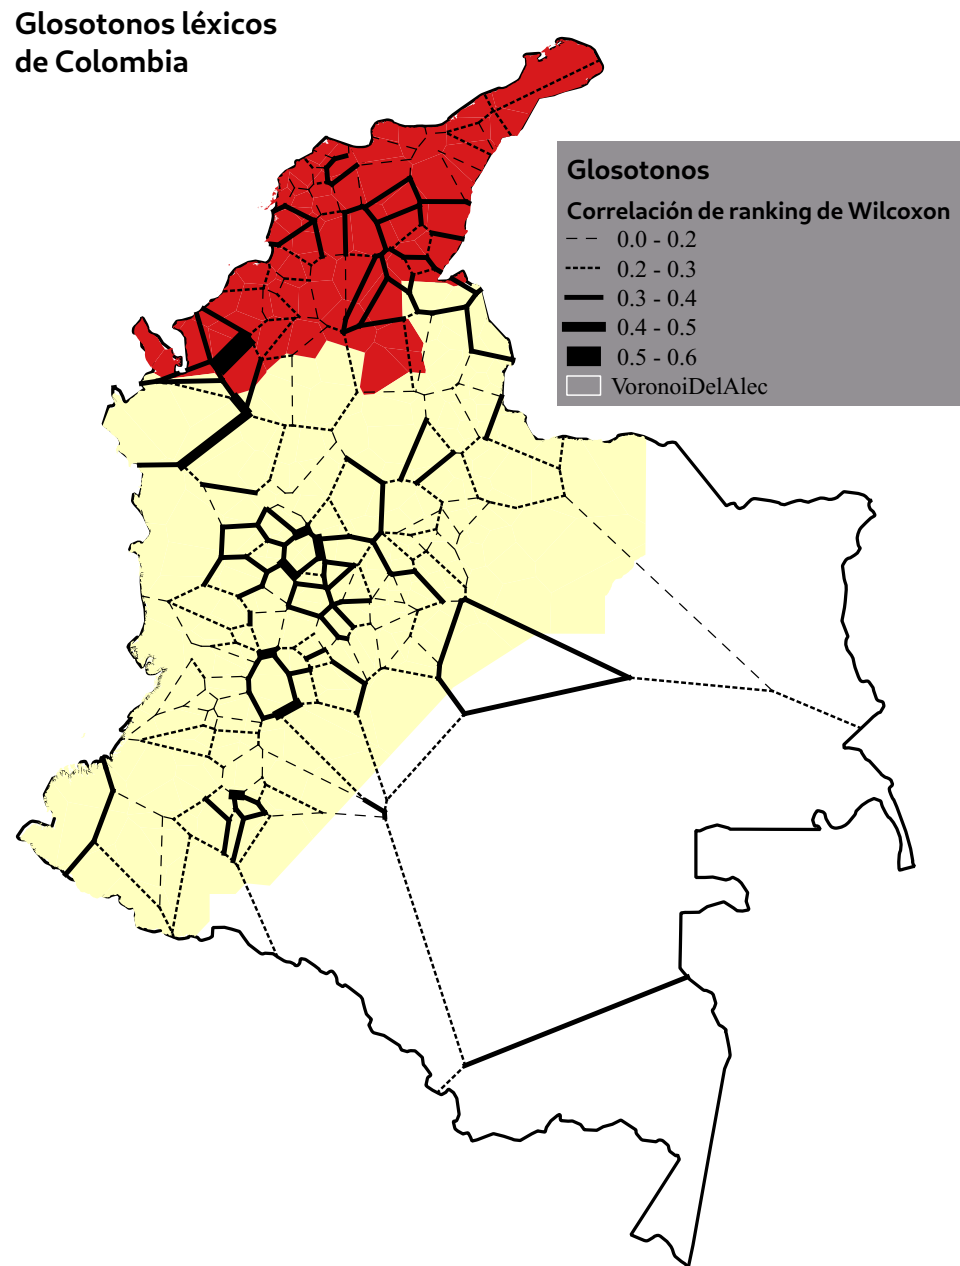 Glosotonos léxicos
de Colombia
Glosotonos
Correlación de ranking de Wilcoxon
0.0 - 0.2
0.2 - 0.3
0.3 - 0.4
0.4 - 0.5
0.5 - 0.6
VoronoiDelAlec